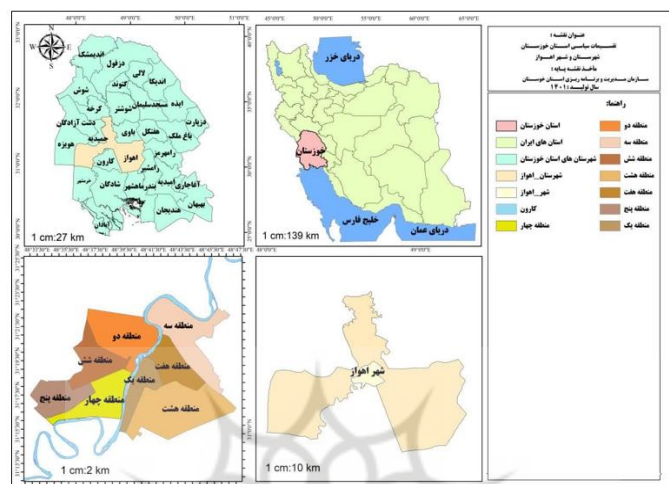 عنوان نقشه :
تقسیمات سیاسی استان خوزستان
شهرستان و شهر اهواز
مأخذ نقشه پایه :
سازمان مدیریت و برنامه ریزی استان خوستان
سال تولید : ۱۴۰۱
راهنما:
استان خوزستان
استان های ایران
شهرستان های استان خوزستان
شهرستان_اهواز
شهر_اهواز
کارون
منطقه چهار
منطقه دو
منطقه سه
منطقه شش
منطقه هشت
منطقه هفت
منطقه پنج
منطقه یک
دریای خزر
خوزستان
خلیج فارس
دریای عمان
1 cm:139 km
N
W
E
S
اندیمشک
دزفول
لالی
اندیکا
شوش
گتوند
ایذه
مسجدسلیمان
شوشتر
کرخه
دزپارت
دشت آزادگان
باوی
هفتگل
باغ ملک
حمیدیه
هویزه
اهواز
رامهرمز
کارون
رامشیر
خرمشهر
شادگان
امیدیه
آغاجاری
بندرماهشهر
بهبهان
هندیجان
آبادان
1 cm:27 km
منطقه سه
منطقه دو
منطقه شش
منطقه هفت
منطقه یک
منطقه پنج
منطقه چهار
منطقه هشت
1 cm:2 km
شهر اهواز
1 cm:10 km